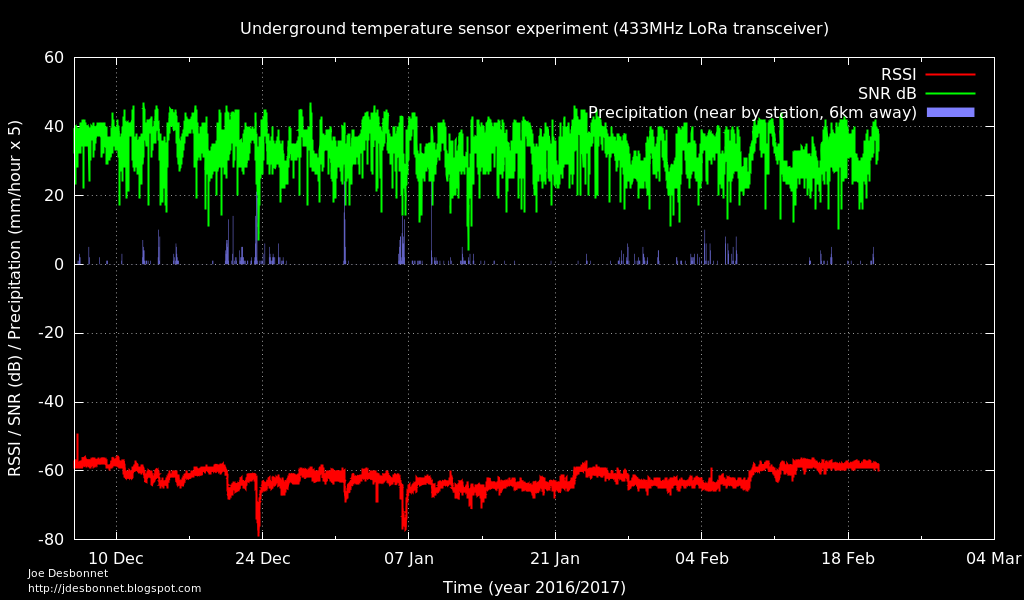 Underground temperature sensor experiment (433MHz LoRa transceiver)
RSSI
SNR dB
Precipitation (near by station, 6km away)
RSSI / SNR (dB) / Precipitation (mm/hour x 5)
60
40
20
0
-20
-40
-60
-80
10 Dec 24 Dec 07 Jan 21 Jan 04 Feb 18 Feb 04 Mar
Time (year 2016/2017)
Joe Desbonnet
http://jdesbonnet.blogspot.com